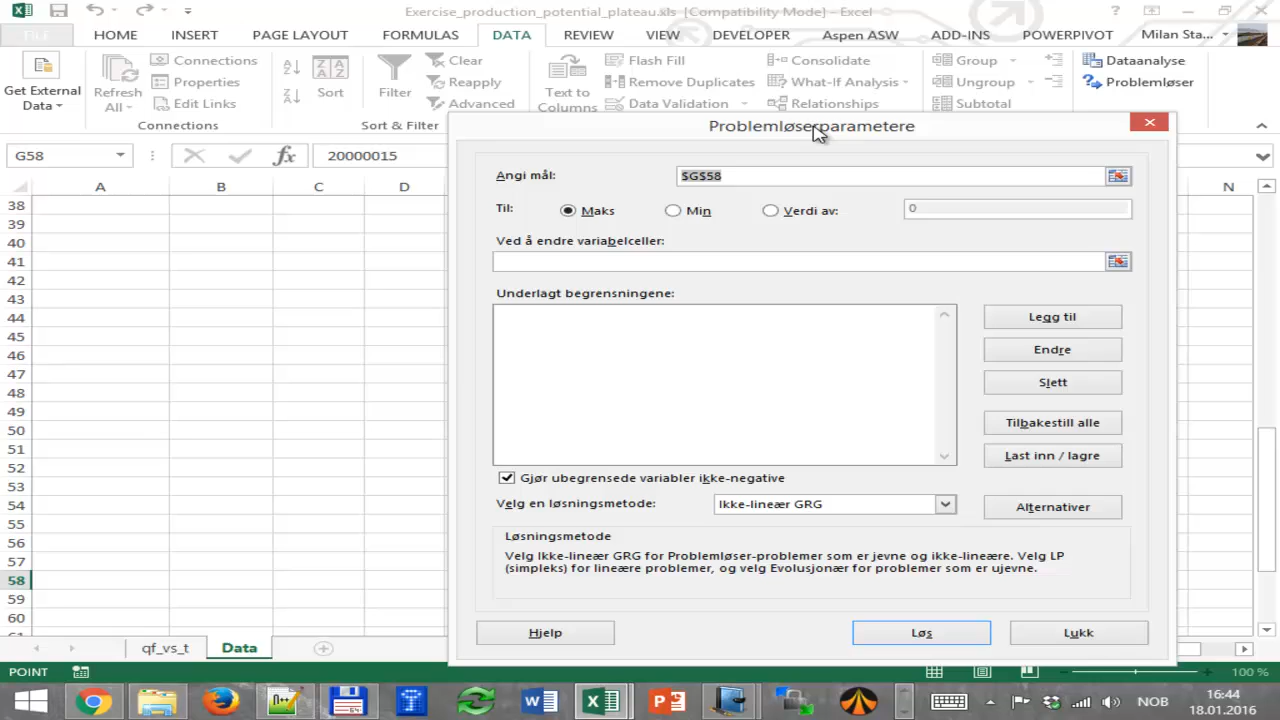 Exercise_production_potential_plateau.xls [Compatibility Mode] - Excel
FILE HOME INSERT PAGE LAYOUT FORMULAS DATA REVIEW VIEW DEVELOPER Aspen ASW ADD-INS POWERPIVOT Milan Sta...
Get External Data
Refresh All
Connections
Properties
Edit Links
Connections
Sort
Filter
Clear
Reapply
Advanced
Sort & Filter
Text to Columns
Flash Fill
Remove Duplicates
Data Validation
Consolidate
What-If Analysis
Relationships
Group
Ungroup
Subtotal
Dataanalyse
Problemløser
G58
fx
20000015
A B C D N
38
39
40
41
42
43
44
45
46
47
48
49
50
51
52
53
54
55
56
57
58
59
60
61
Problemløserparametere
Angi mål: $G$58
Til: Maks Min Verdi av: 0
Ved å endre variabelceller:
Underlagt begrensningene:
Legg til
Endre
Slett
Tilbakestill alle
Last inn / lagre
Gjør ubegrensede variabler ikke-negative
Velg en løsningsmetode: Ikke-lineær GRG
Alternativer
Løsningsmetode
Velg Ikke-lineær GRG for Problemløser-problemer som er jevne og ikke-lineære. Velg LP
(simpleks) for lineære problemer, og velg Evolusjonær for problemer som er ujevne.
Hjelp Løs Lukk
qf_vs_t Data
POINT 100 %
NOB
16:44
18.01.2016